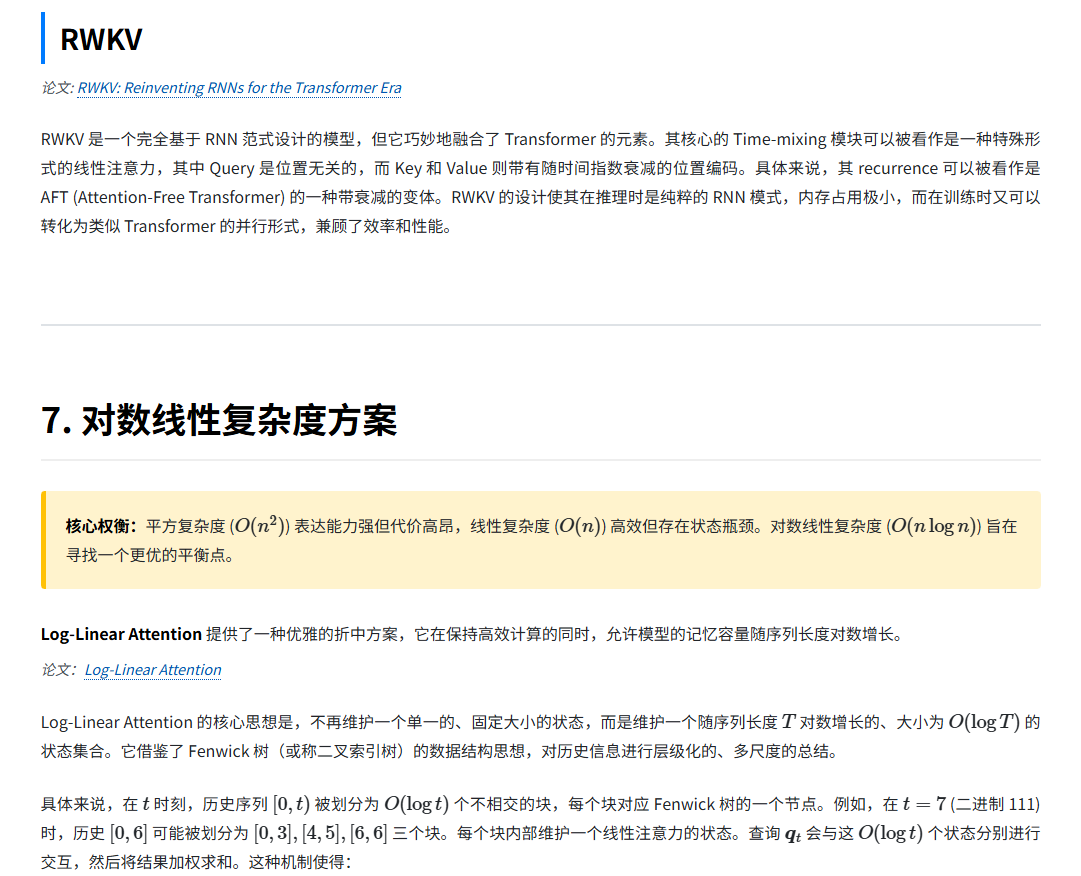 RWKV
论文: RWKV: Reinventing RNNs for the Transformer Era
RWKV 是一个完全基于 RNN 范式设计的模型，但它巧妙地融合了 Transformer 的元素。其核心的 Time-mixing 模块可以被看作是一种特殊形
式的线性注意力，其中 Query 是位置无关的，而 Key 和 Value 则带有随时间指数衰减的位置编码。具体来说，其 recurrence 可以被看作是
AFT (Attention-Free Transformer) 的一种带衰减的变体。RWKV 的设计使其在推理时是纯粹的 RNN 模式，内存占用极小，而在训练时又可以
转化为类似 Transformer 的并行形式，兼顾了效率和性能。
7. 对数线性复杂度方案
核心权衡：平方复杂度 (O(n²)) 表达能力强但代价高昂，线性复杂度 (O(n)) 高效但存在状态瓶颈。对数线性复杂度 (O(n log n)) 旨在
寻找一个更优的平衡点。
Log-Linear Attention 提供了一种优雅的折中方案，它在保持高效计算的同时，允许模型的记忆容量随序列长度对数增长。
论文：Log-Linear Attention
Log-Linear Attention 的核心思想是，不再维护一个单一的、固定大小的状态，而是维护一个随序列长度 T 对数增长的、大小为 O(log T) 的
状态集合。它借鉴了 Fenwick 树（或称二叉索引树）的数据结构思想，对历史信息进行层级化的、多尺度的总结。
具体来说，在 t 时刻，历史序列 [0, t) 被划分为 O(log t) 个不相交的块，每个块对应 Fenwick 树的一个节点。例如，在 t = 7 (二进制 111)
时，历史 [0, 6] 可能被划分为 [0, 3], [4, 5], [6, 6] 三个块。每个块内部维护一个线性注意力的状态。查询 qₜ 会与这 O(log t) 个状态分别进行
交互，然后将结果加权求和。这种机制使得：